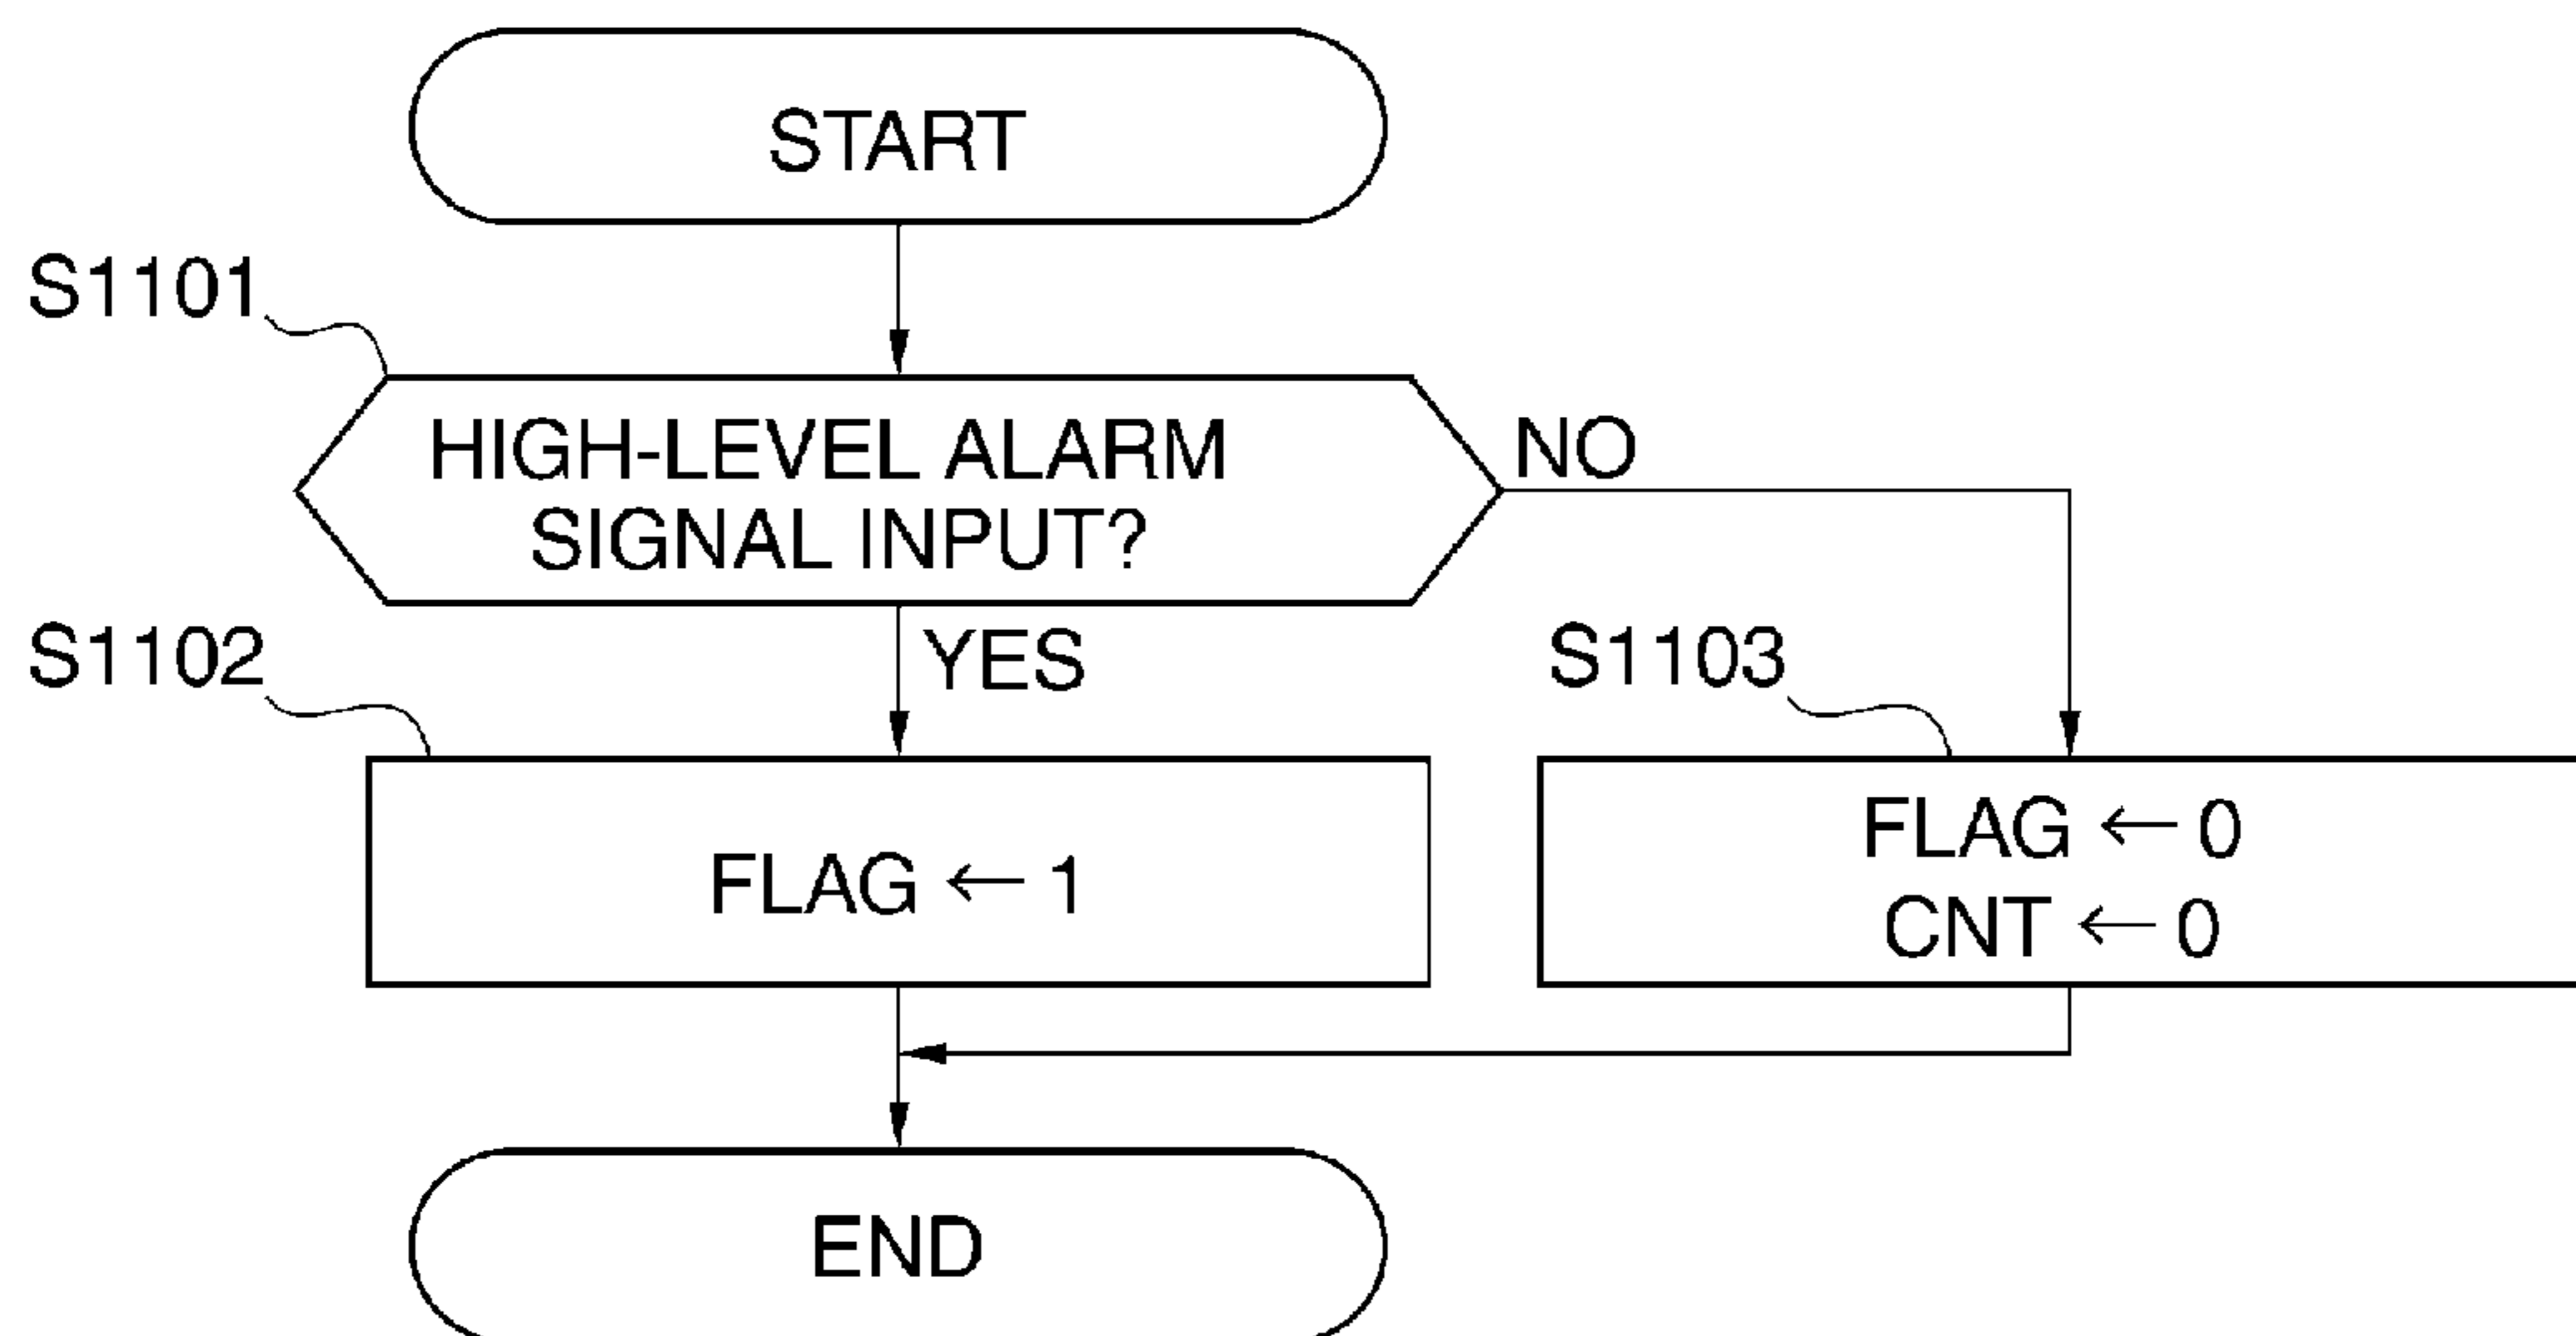 START
S1101
HIGH-LEVEL ALARM
SIGNAL INPUT?
NO
YES
S1102
S1103
FLAG ← 1
FLAG ← 0
CNT ← 0
END